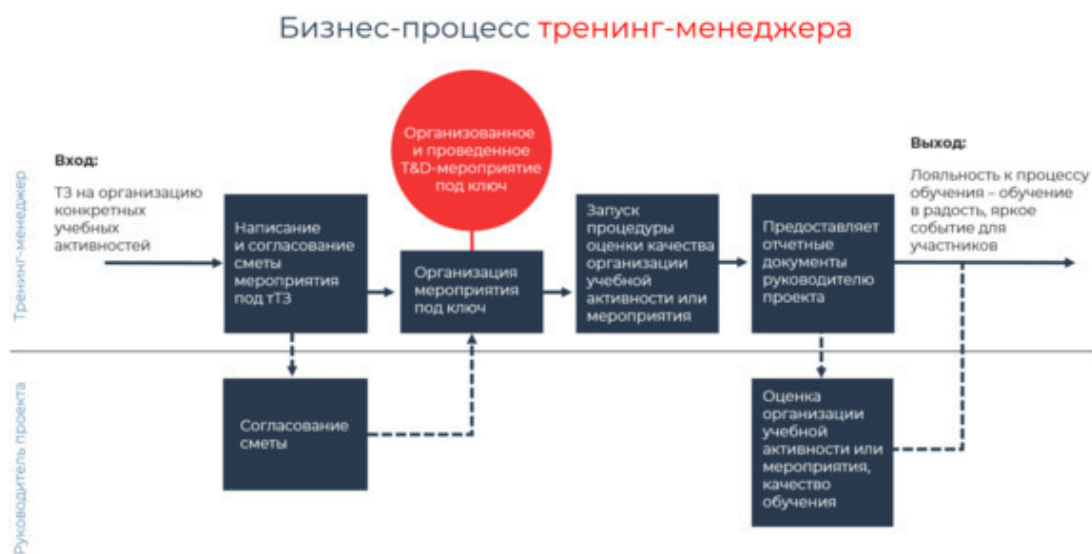 Бизнес-процесс тренинг-менеджера
Тренинг-менеджер
Вход:
ТЗ на организацию
конкретных
учебных
активностей
Написание
и согласование
сметы
мероприятия
под тТЗ
Организованное
и проведенное
T&D-мероприятие
под ключ
Организация
мероприятия
под ключ
Запуск
процедуры
оценки качества
организации
учебной
активности или
мероприятия
Предоставляет
отчетные
документы
руководителю
проекта
Выход:
Лояльность к процессу
обучения – обучение
в радость, яркое
событие для
участников
Руководитель проекта
Согласование
сметы
Оценка
организации
учебной
активности или
мероприятия,
качество
обучения